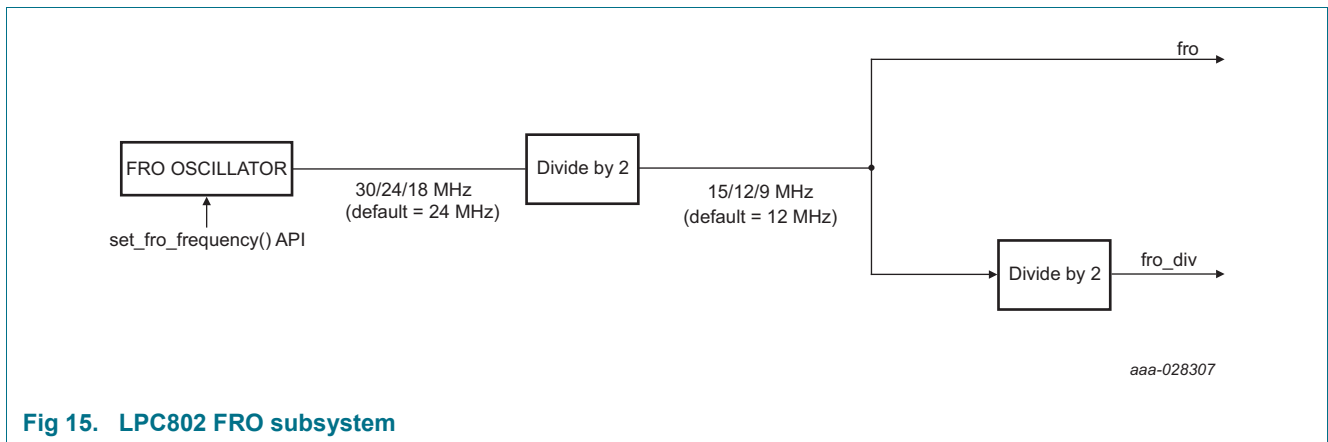 fro
FRO OSCILLATOR
Divide by 2
30/24/18 MHz
(default = 24 MHz)
15/12/9 MHz
(default = 12 MHz)
set_fro_frequency() API
Divide by 2
fro_div
aaa-028307
Fig 15. LPC802 FRO subsystem